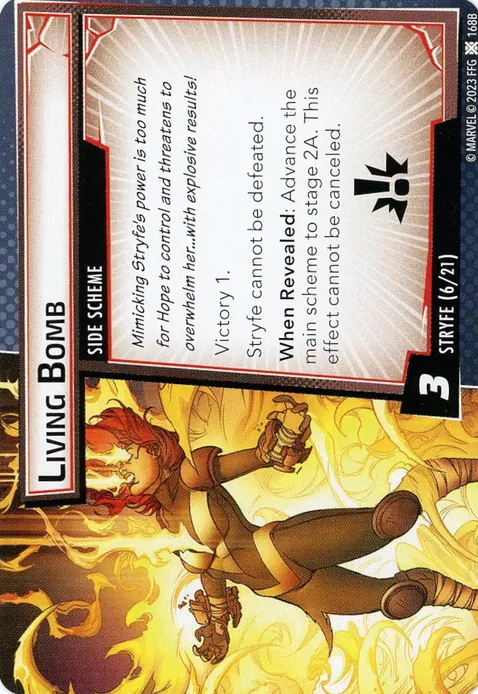 LIVING BOMB
SIDE SCHEME
Mimicking Stryfe's power is too much
for Hope to control and threatens to
overwhelm her...with explosive results!
Victory 1.
Stryfe cannot be defeated.
When Revealed: Advance the
main scheme to stage 2A. This
effect cannot be canceled.
3
STRYFE (6/21)
© MARVEL © 2023 FFG 168B